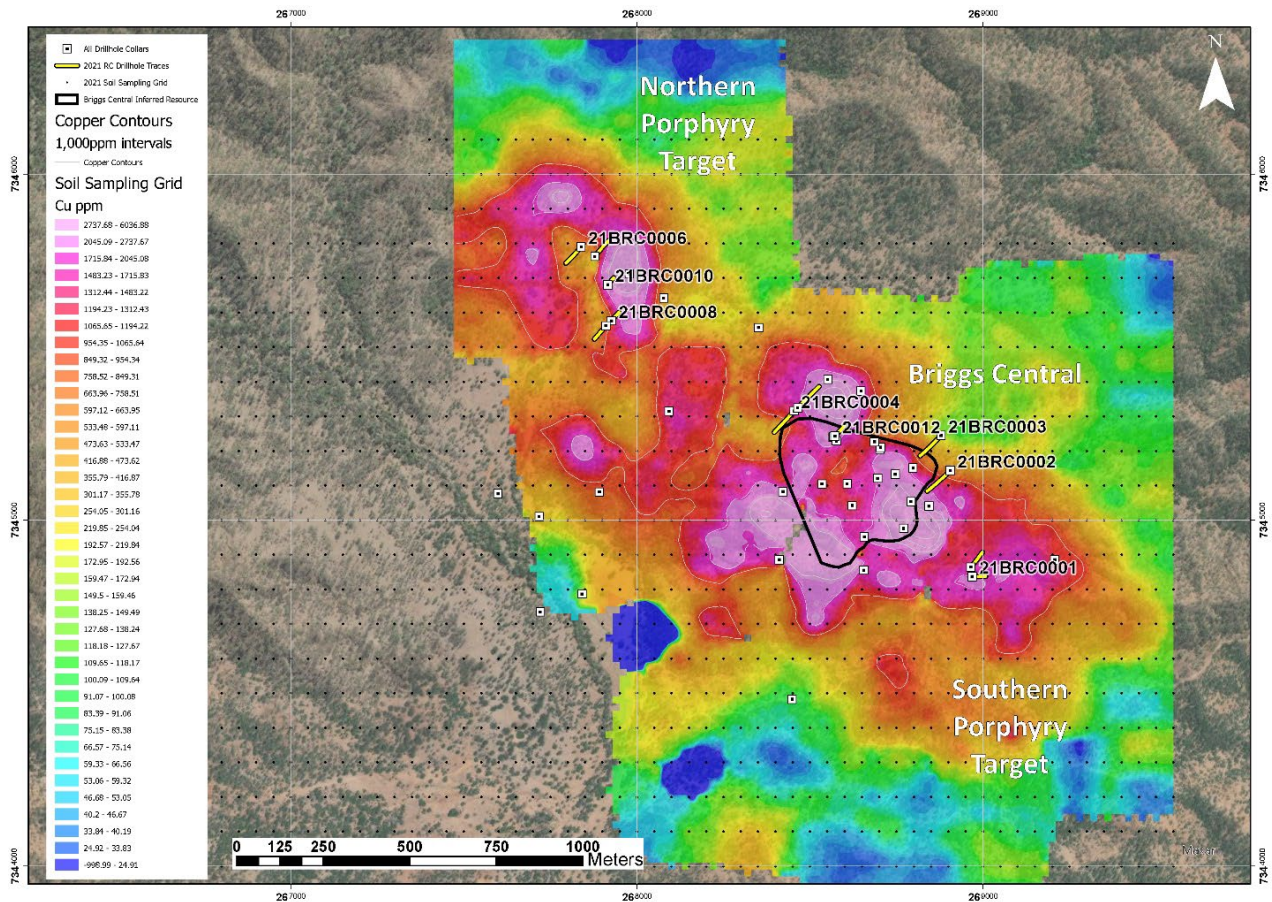 267000
268000
269000
N
All Drillhole Collars
2021 RC Drillhole Traces
2021 Soil Sampling Grid
Briggs Central Inferred Resource
Copper Contours
1,000ppm intervals
Copper Contours
Soil Sampling Grid
Cu ppm
2737.68 - 6036.88
2045.09 - 2737.67
1715.84 - 2045.08
1483.23 - 1715.83
1312.44 - 1483.22
1194.23 - 1312.43
1065.65 - 1194.22
954.35 - 1065.64
849.32 - 954.34
758.52 - 849.31
663.96 - 758.51
597.12 - 663.95
533.48 - 597.11
473.63 - 533.47
416.88 - 473.62
355.79 - 416.87
301.17 - 355.78
254.05 - 301.16
219.85 - 254.04
192.57 - 219.84
172.95 - 192.56
159.47 - 172.94
149.5 - 159.46
138.25 - 149.49
127.68 - 138.24
118.18 - 127.67
109.65 - 118.17
100.09 - 109.64
91.07 - 100.08
83.39 - 91.06
75.15 - 83.38
66.57 - 75.14
59.33 - 66.56
53.06 - 59.32
46.68 - 53.05
40.2 - 46.67
33.84 - 40.19
24.92 - 33.83
-998.99 - 24.91
Northern
Porphyry
Target
21BRC0006
21BRC0010
21BRC0008
Briggs Central
21BRC0004
21BRC0012
21BRC0003
21BRC0002
21BRC0001
Southern
Porphyry
Target
0 125 250 500 750 1000
Meters
Maxar
7346000
7345000
7344000
7346000
7345000
7344000
267000
268000
269000